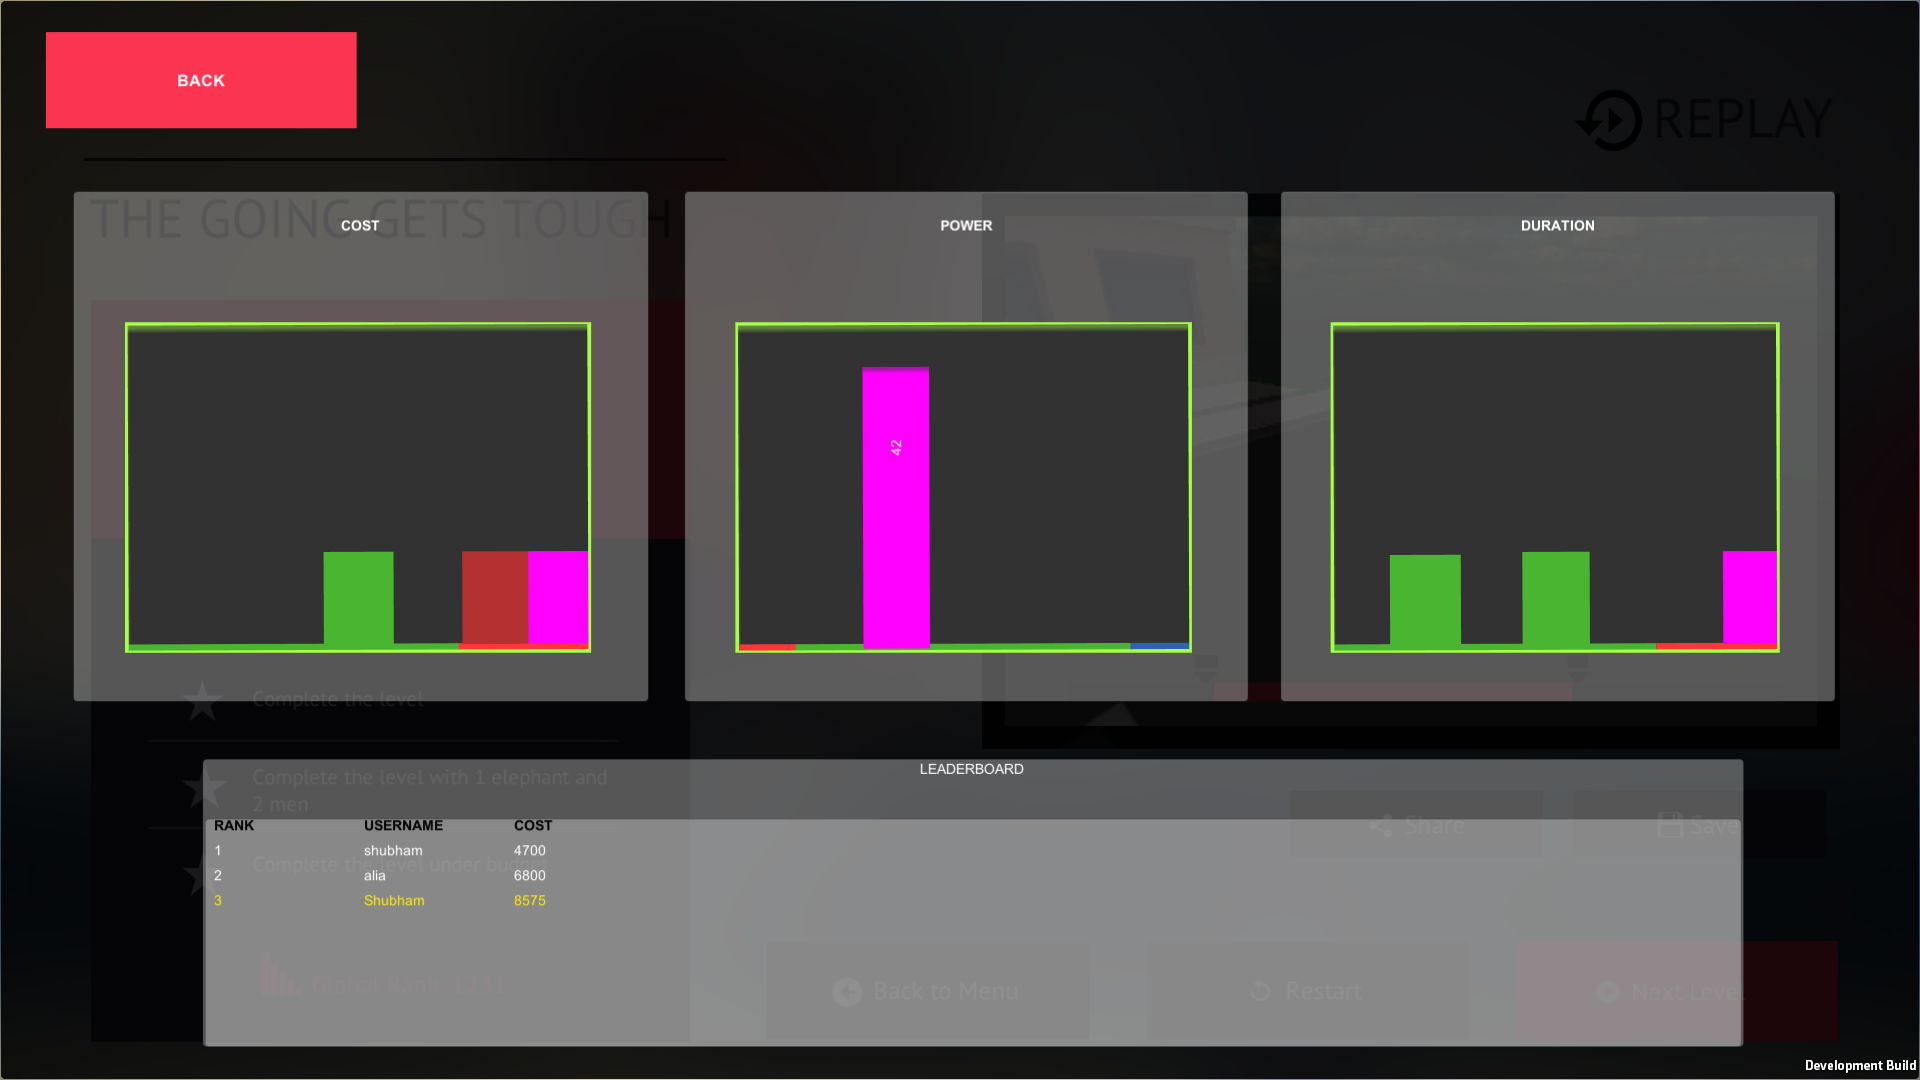 BACK
REPLAY
THE GOING GETS TOUGH
COST
POWER
DURATION
42
Complete the level
Complete the level with 1 elephant and
2 men
Complete the level under budget
LEADERBOARD
RANK USERNAME COST
1 shubham 4700
2 alia 6800
3 Shubham 8575
Share
Save
Global Rank 1231
Back to Menu
Restart
Next Level
Development Build